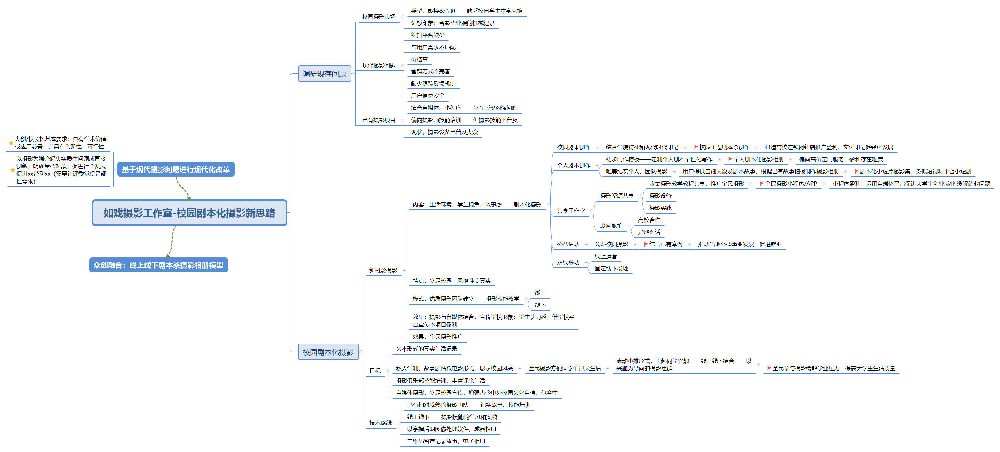 类型：影楼&合照——缺乏校园学生本身风格
校园摄影市场
刻板印象：合影毕业照的机械记录
约拍平台缺少
与用户需求不匹配
价格高
现代摄影问题
营销方式不完善
调研现存问题
缺少跟踪反馈机制
用户信息安全
结合自媒体、小程序——存在版权沟通问题
已有摄影项目
偏向摄影师技能培训——但摄影技能不普及
现状，摄影设备已普及大众
大创/校长杯基本要求：具有学术价值
或应用前景，并具有创新性，可行性
以摄影为媒介解决实质性问题或直接
创新；明确受益对象；促进社会发展
促进xx带动xx（需要让评委觉得是硬
性需求）
基于现代摄影问题进行现代化改革
如戏摄影工作室-校园剧本化摄影新思路
众创融合：线上线下剧本杀摄影相册模型
校园剧本创作
结合学院特征和现代时代印记
校园主题剧本杀创作
打造高校连锁网红店推广盈利、文化印记促经济发展
个人剧本创作
初步制作模板——定制个人剧本个性化写作
个人剧本化摄影相册
偏向高价定制服务，盈利存在难度
唯美纪实个人、团队摄影
用户提供自创人设及剧本故事，根据已有故事拍摄制作摄影相册
剧本化小短片摄影集，类似短视频平台小短剧
收集摄影教学教程共享，推广全民摄影
全民摄影小程序/APP
小程序盈利，运用自媒体平台促进大学生创业就业,缓解就业问题
摄影资源共享
摄影设备
摄影实践
内容：生活环境、学生视角、故事感——剧本化摄影
共享工作室
高校合作
联网旅拍
异地对话
公益活动
公益校园摄影
结合已有案例
推动当地公益事业发展，促进就业
双线联动
线上运营
固定线下场地
新概念摄影
特点：立足校园，风格唯美真实
模式：优质摄影团队建立——摄影技能教学
线上
线下
效果：摄影与自媒体结合，宣传学校形象；学生认同感；借学校平
台宣传本项目盈利
效果：全民摄影推广
校园剧本化摄影
文本形式的真实生活记录
目标
私人订制，故事剧情微电影形式，展示校园风采
全民摄影方便同学们记录生活
流动小摊形式，引起同学兴趣——线上线下结合——以
兴趣为导向的摄影社群
全民参与摄影缓解学业压力，提高大学生生活质量
摄影俱乐部技能培训，丰富课余生活
自媒体摄影，立足校园宣传，增强古今中外校园文化自信、包容性
已有相对成熟的摄影团队——纪实故事、技能培训
线上线下——摄影技能的学习和实践
技术路线
以掌握后期图像处理软件，成品相册
二维码留存记录故事，电子相册